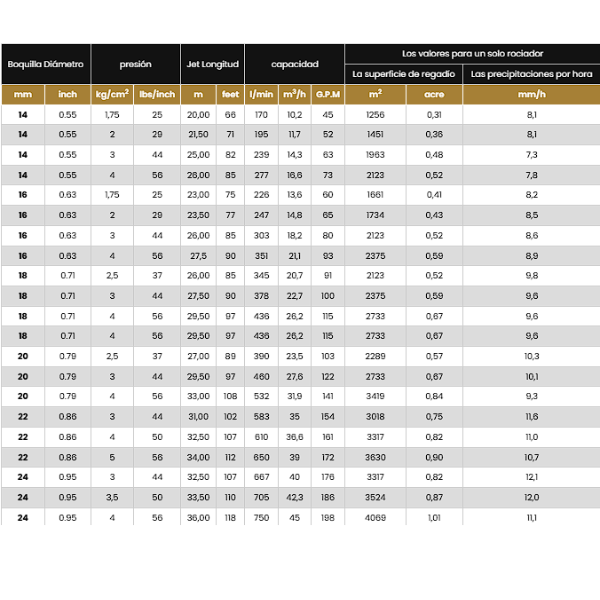 Los valores para un solo rociador
Boquilla Diámetro presión Jet Longitud capacidad
La superficie de regadio Las precipitaciones por hora
mm inch kg/cm² lbs/inch m feet l/min m³/h G.P.M m² acre mm/h
14 0.55 1,75 25 20,00 66 170 10,2 45 1256 0,31 8,1
14 0.55 2 29 21,50 71 195 11,7 52 1451 0,36 8,1
14 0.55 3 44 25,00 82 239 14,3 63 1963 0,48 7,3
14 0.55 4 56 26,00 85 277 16,6 73 2123 0,52 7,8
16 0.63 1,75 25 23,00 75 226 13,6 60 1661 0,41 8,2
16 0.63 2 29 23,50 77 247 14,8 65 1734 0,43 8,5
16 0.63 3 44 26,00 85 303 18,2 80 2123 0,52 8,6
16 0.63 4 56 27,5 90 351 21,1 93 2375 0,59 8,9
18 0.71 2,5 37 26,00 85 345 20,7 91 2123 0,52 9,8
18 0.71 3 44 27,50 90 378 22,7 100 2375 0,59 9,6
18 0.71 4 56 29,50 97 436 26,2 115 2733 0,67 9,6
18 0.71 4 56 29,50 97 436 26,2 115 2733 0,67 9,6
20 0.79 2,5 37 27,00 89 390 23,5 103 2289 0,57 10,3
20 0.79 3 44 29,50 97 460 27,6 122 2733 0,67 10,1
20 0.79 4 56 33,00 108 532 31,9 141 3419 0,84 9,3
22 0.86 3 44 31,00 102 583 35 154 3018 0,75 11,6
22 0.86 4 50 32,50 107 610 36,6 161 3317 0,82 11,0
22 0.86 5 56 34,00 112 650 39 172 3630 0,90 10,7
24 0.95 3 44 32,50 107 667 40 176 3317 0,82 12,1
24 0.95 3,5 50 33,50 110 705 42,3 186 3524 0,87 12,0
24 0.95 4 56 36,00 118 750 45 198 4069 1,01 11,1